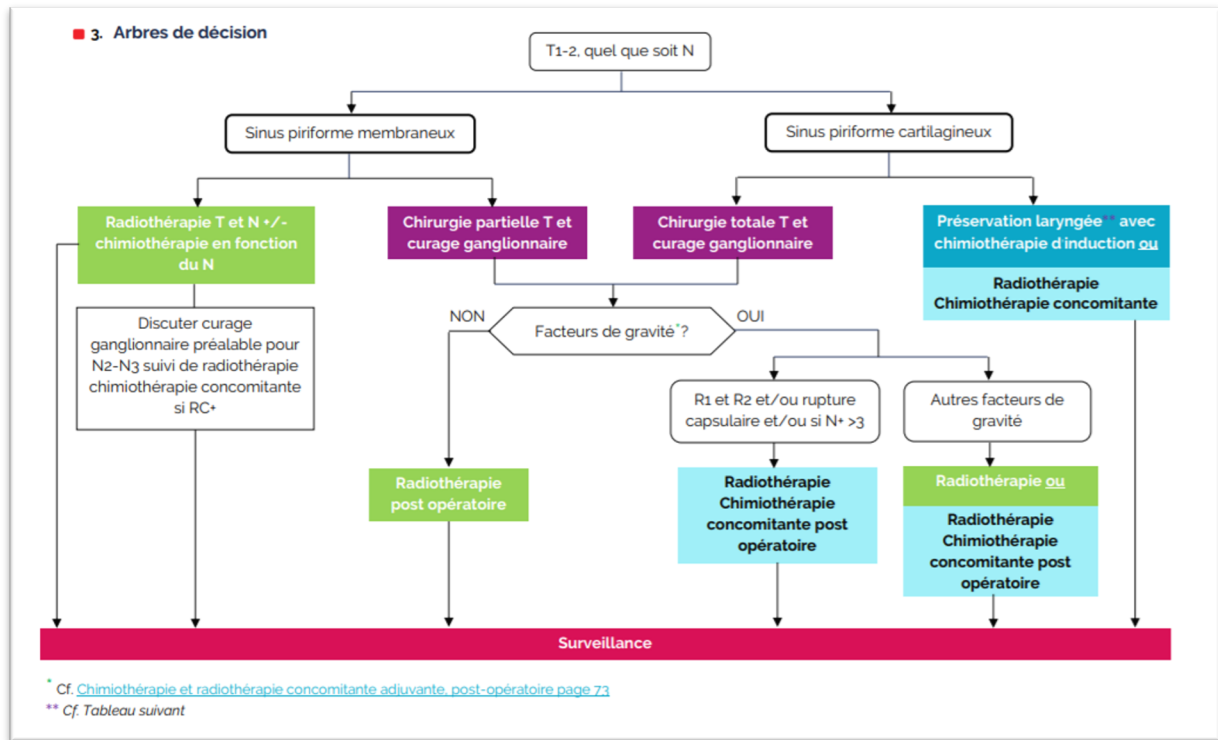 3. Arbres de décision
T1-2, quel que soit N
Sinus piriforme membraneux
Sinus piriforme cartilagineux
Radiothérapie T et N +/-
chimiothérapie en fonction
du N
Chirurgie partielle T et
curage ganglionnaire
Chirurgie totale T et
curage ganglionnaire
Préservation laryngée** avec
chimiothérapie d'induction ou
Radiothérapie
Chimiothérapie concomitante
Discuter curage
ganglionnaire préalable pour
N2-N3 suivi de radiothérapie
chimiothérapie concomitante
si RC+
NON
Facteurs de gravité*?
OUI
R1 et R2 et/ou rupture
capsulaire et/ou si N+ >3
Autres facteurs de
gravité
Radiothérapie
post opératoire
Radiothérapie
Chimiothérapie
concomitante post
opératoire
Radiothérapie ou
Radiothérapie
Chimiothérapie
concomitante post
opératoire
Surveillance
* Cf. Chimiothérapie et radiothérapie concomitante adjuvante, post-opératoire page 73
** Cf. Tableau suivant